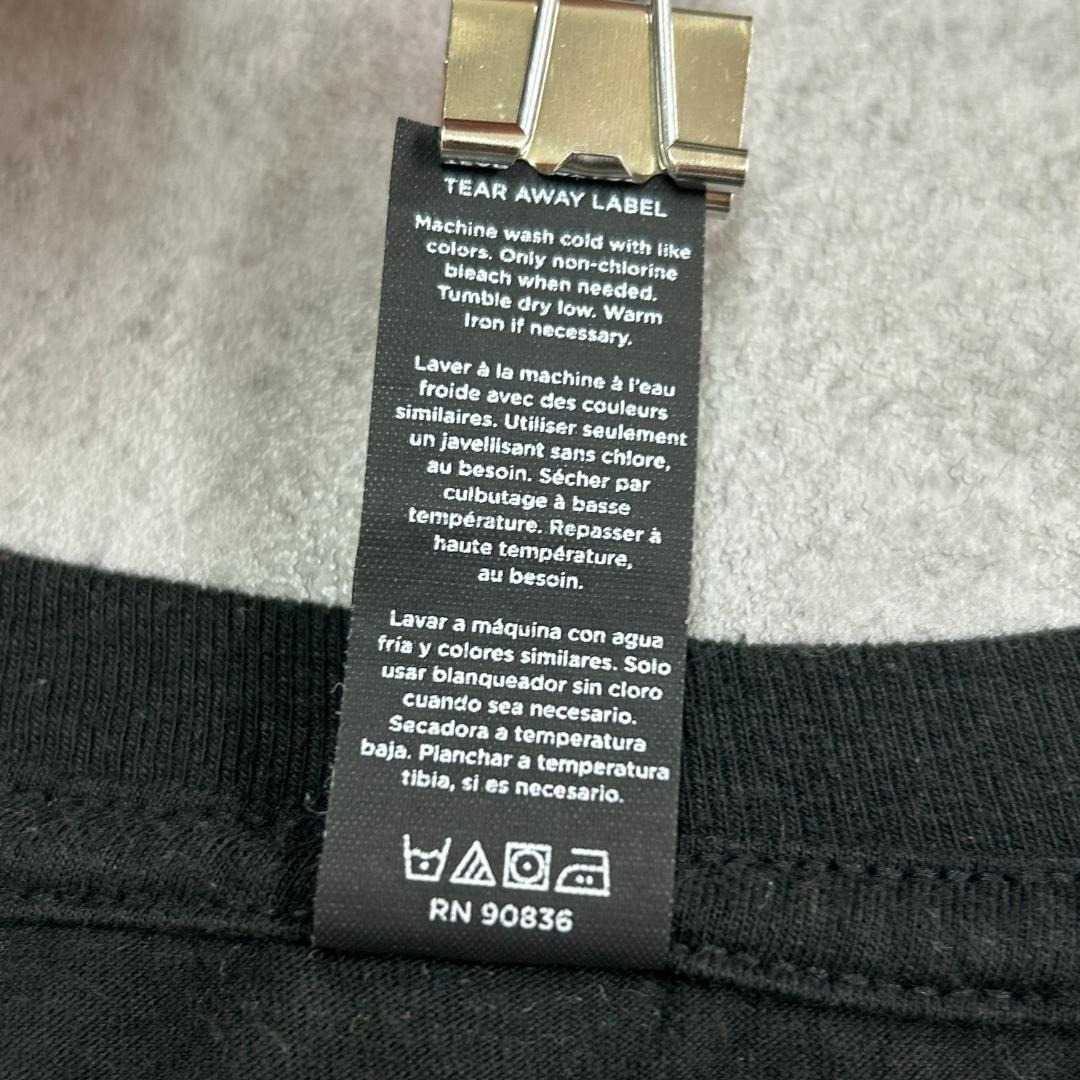 TEAR AWAY LABEL
Machine wash cold with like
colors. Only non-chlorine
bleach when needed.
Tumble dry low. Warm
Iron if necessary.
Laver à la machine à l'eau
froide avec des couleurs
similaires. Utiliser seulement
un javellisant sans chlore,
au besoin. Sécher par
culbutage à basse
température. Repasser à
haute température,
au besoin.
Lavar a máquina con agua
fría y colores similares. Solo
usar blanqueador sin cloro
cuando sea necesario.
Secadora a temperatura
baja. Planchar a temperatura
tibia, si es necesario.
RN 90836